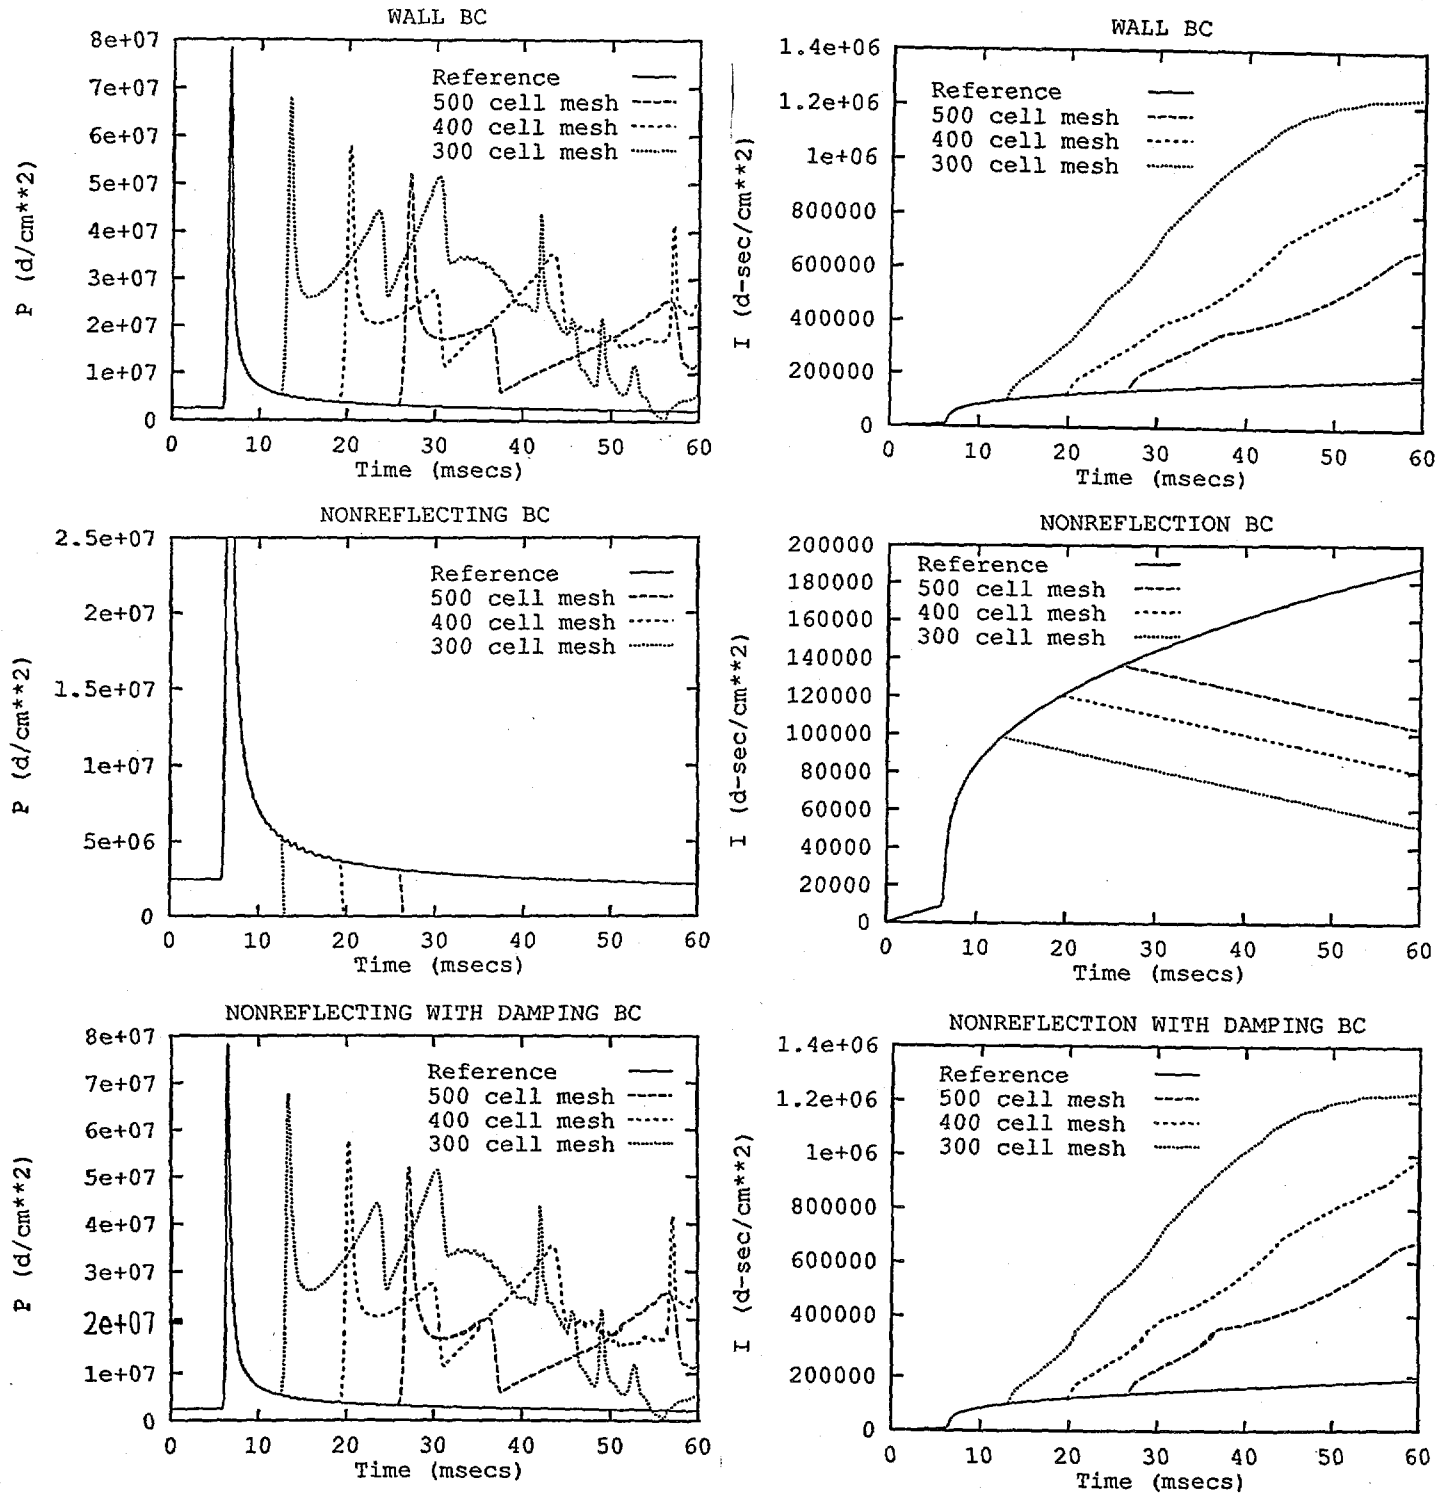 WALL BC
P (d/cm**2)
8e+07
7e+07
6e+07
5e+07
4e+07
3e+07
2e+07
1e+07
0
Reference
500 cell mesh
400 cell mesh
300 cell mesh
0 10 20 30 40 50 60
Time (msecs)
WALL BC
I (d-sec/cm**2)
1.4e+06
1.2e+06
1e+06
800000
600000
400000
200000
0
Reference
500 cell mesh
400 cell mesh
300 cell mesh
0 10 20 30 40 50 60
Time (msecs)
NONREFLECTING BC
P (d/cm**2)
2.5e+07
2e+07
1.5e+07
1e+07
5e+06
0
Reference
500 cell mesh
400 cell mesh
300 cell mesh
0 10 20 30 40 50 60
Time (msecs)
NONREFLECTION BC
I (d-sec/cm**2)
200000
180000
160000
140000
120000
100000
80000
60000
40000
20000
0
Reference
500 cell mesh
400 cell mesh
300 cell mesh
0 10 20 30 40 50 60
Time (msecs)
NONREFLECTING WITH DAMPING BC
P (d/cm**2)
8e+07
7e+07
6e+07
5e+07
4e+07
3e+07
2e+07
1e+07
0
Reference
500 cell mesh
400 cell mesh
300 cell mesh
0 10 20 30 40 50 60
Time (msecs)
NONREFLECTION WITH DAMPING BC
I (d-sec/cm**2)
1.4e+06
1.2e+06
1e+06
800000
600000
400000
200000
0
Reference
500 cell mesh
400 cell mesh
300 cell mesh
0 10 20 30 40 50 60
Time (msecs)